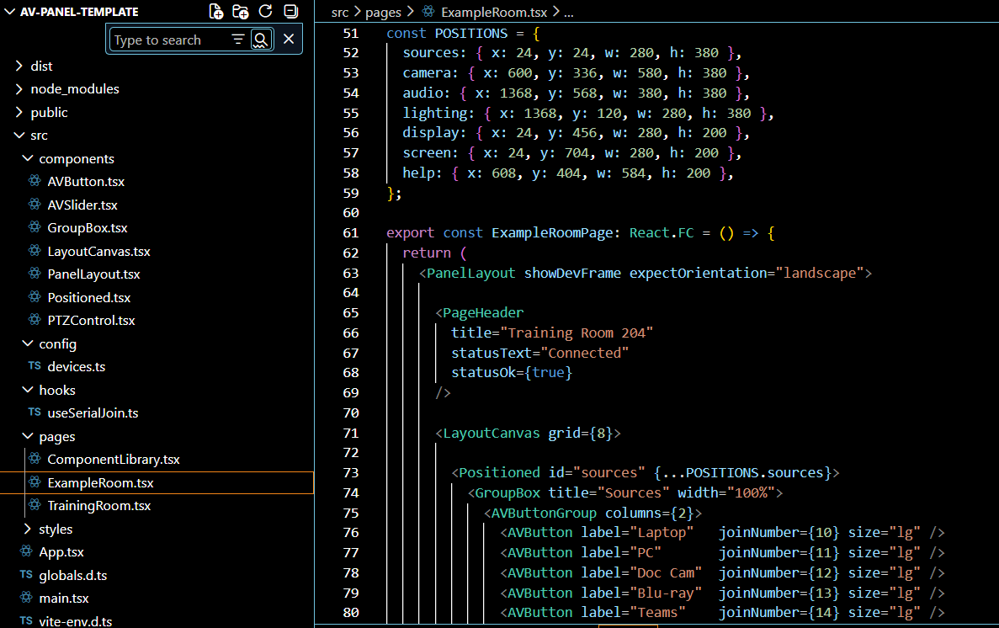 AV-PANEL-TEMPLATE
Type to search
dist
node_modules
public
src
components
AVButton.tsx
AVSlider.tsx
GroupBox.tsx
LayoutCanvas.tsx
PanelLayout.tsx
Positioned.tsx
PTZControl.tsx
config
TS devices.ts
hooks
TS useSerialJoin.ts
pages
ComponentLibrary.tsx
ExampleRoom.tsx
TrainingRoom.tsx
styles
App.tsx
TS globals.d.ts
main.tsx
TS vite-env.d.ts
src > pages > ExampleRoom.tsx > ...
51 const POSITIONS = {
52   sources: { x: 24, y: 24, w: 280, h: 380 },
53   camera: { x: 600, y: 336, w: 580, h: 380 },
54   audio: { x: 1368, y: 568, w: 380, h: 380 },
55   lighting: { x: 1368, y: 120, w: 280, h: 380 },
56   display: { x: 24, y: 456, w: 280, h: 200 },
57   screen: { x: 24, y: 704, w: 280, h: 200 },
58   help: { x: 608, y: 404, w: 584, h: 200 },
59 };
60
61 export const ExampleRoomPage: React.FC = () => {
62   return (
63     <PanelLayout showDevFrame expectOrientation="landscape">
64
65       <PageHeader
66         title="Training Room 204"
67         statusText="Connected"
68         statusOk={true}
69       />
70
71       <LayoutCanvas grid={8}>
72
73         <Positioned id="sources" {...POSITIONS.sources}>
74           <GroupBox title="Sources" width="100%">
75             <AVButtonGroup columns={2}>
76               <AVButton label="Laptop"   joinNumber={10} size="lg" />
77               <AVButton label="PC"       joinNumber={11} size="lg" />
78               <AVButton label="Doc Cam"  joinNumber={12} size="lg" />
79               <AVButton label="Blu-ray"  joinNumber={13} size="lg" />
80               <AVButton label="Teams"    joinNumber={14} size="lg" />